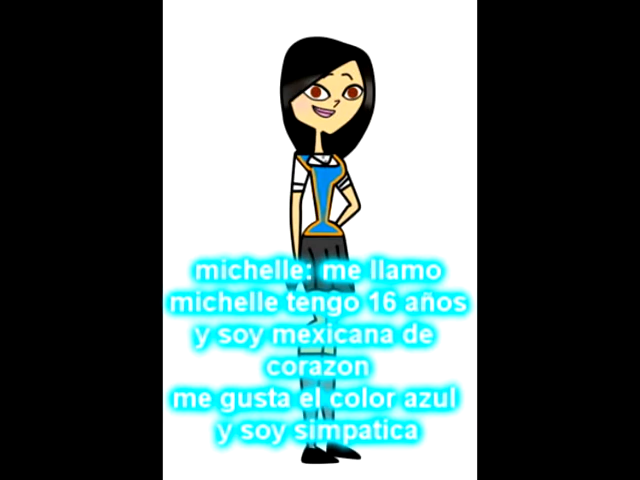 michelle: me llamo
michelle tengo 16 años
y soy mexicana de
corazon
me gusta el color azul
y soy simpatica